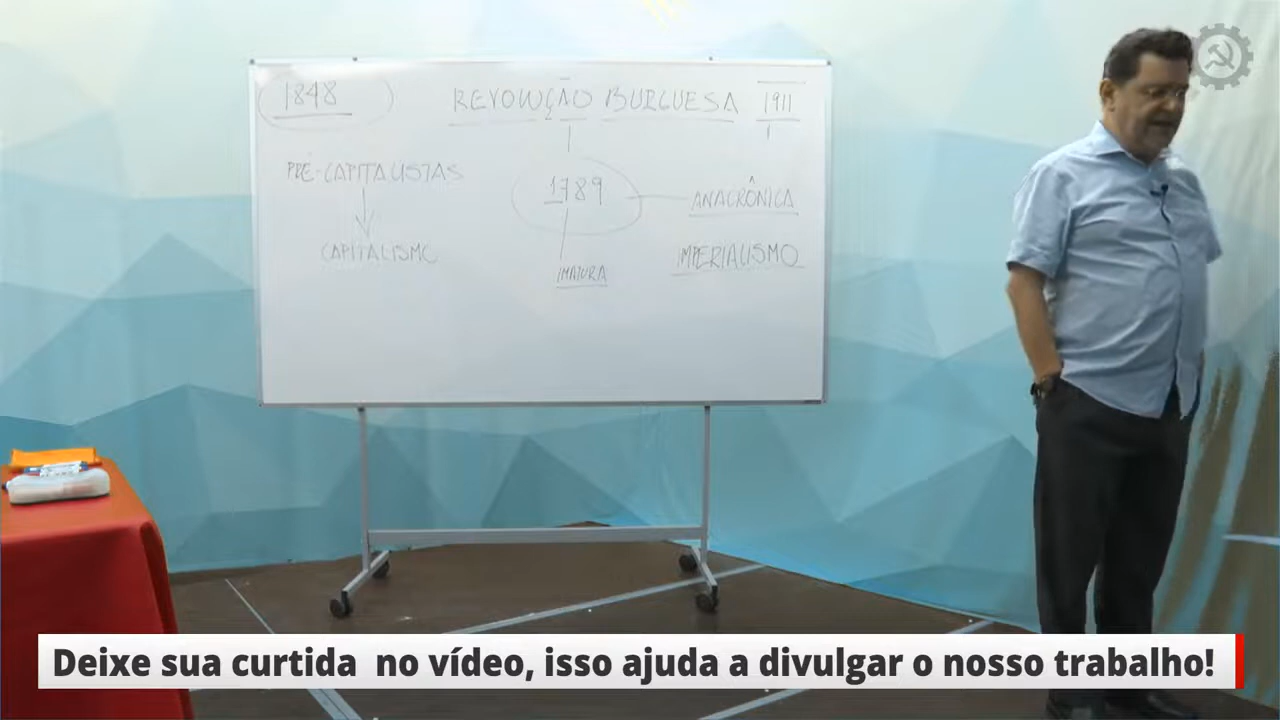 1848
REVOLUÇÃO BURGUESA 1911
PRÉ-CAPITALISTAS
CAPITALISMO
1789
IMATURA
ANACRÔNICA
IMPERIALISMO
Deixe sua curtida no vídeo, isso ajuda a divulgar o nosso trabalho!